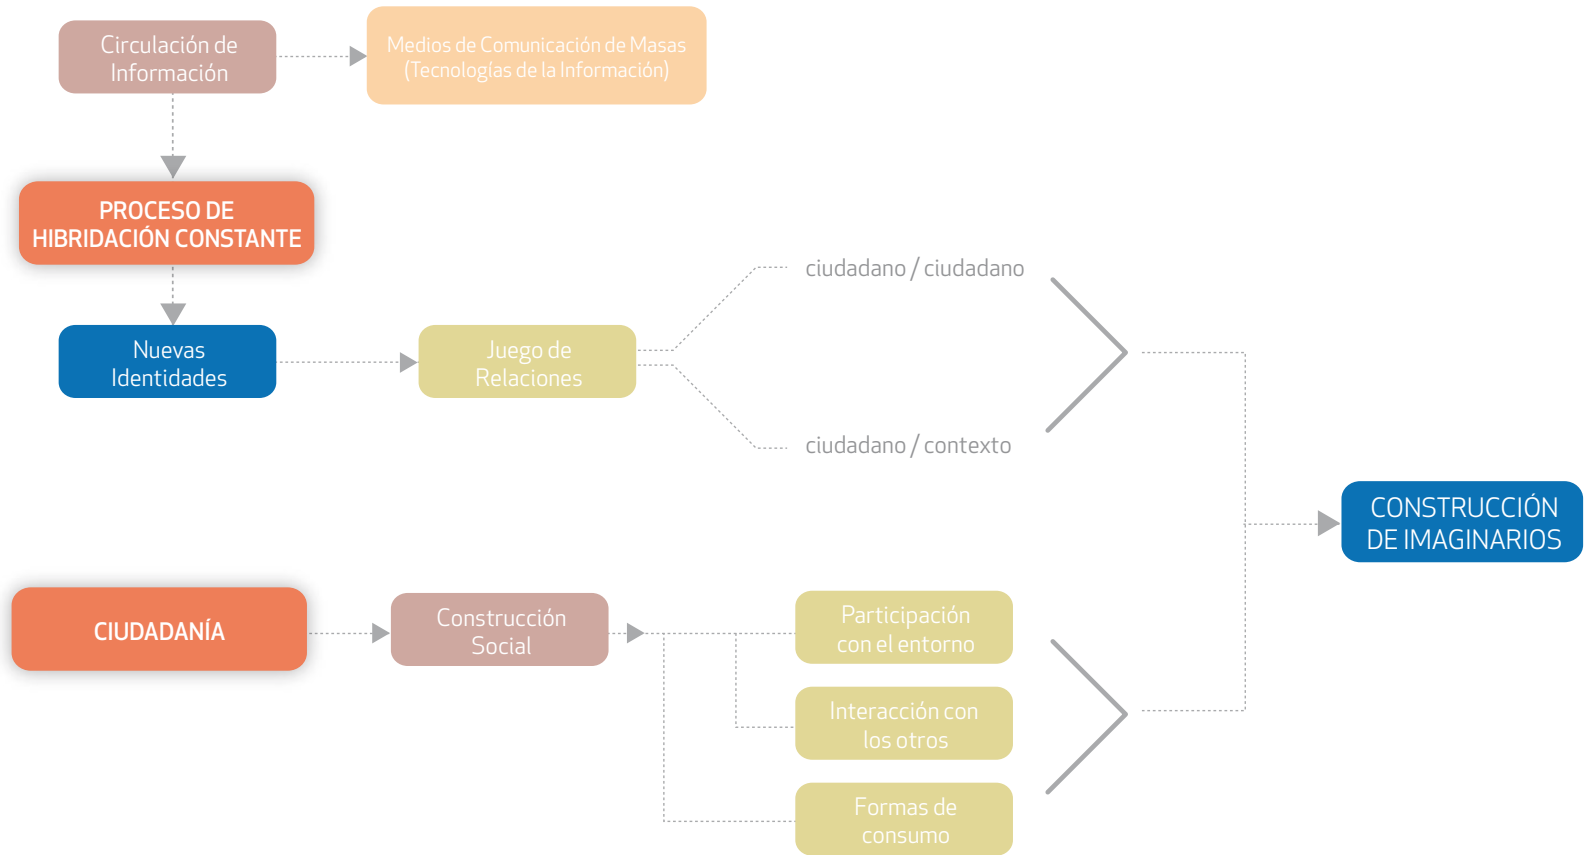 Circulación de
Información
Medios de Comunicación de Masas
(Tecnologías de la Información)
PROCESO DE
HIBRIDACIÓN CONSTANTE
Nuevas
Identidades
Juego de
Relaciones
ciudadano / ciudadano
ciudadano / contexto
CONSTRUCCIÓN
DE IMAGINARIOS
CIUDADANÍA
Construcción
Social
Participación
con el entorno
Interacción con
los otros
Formas de
consumo